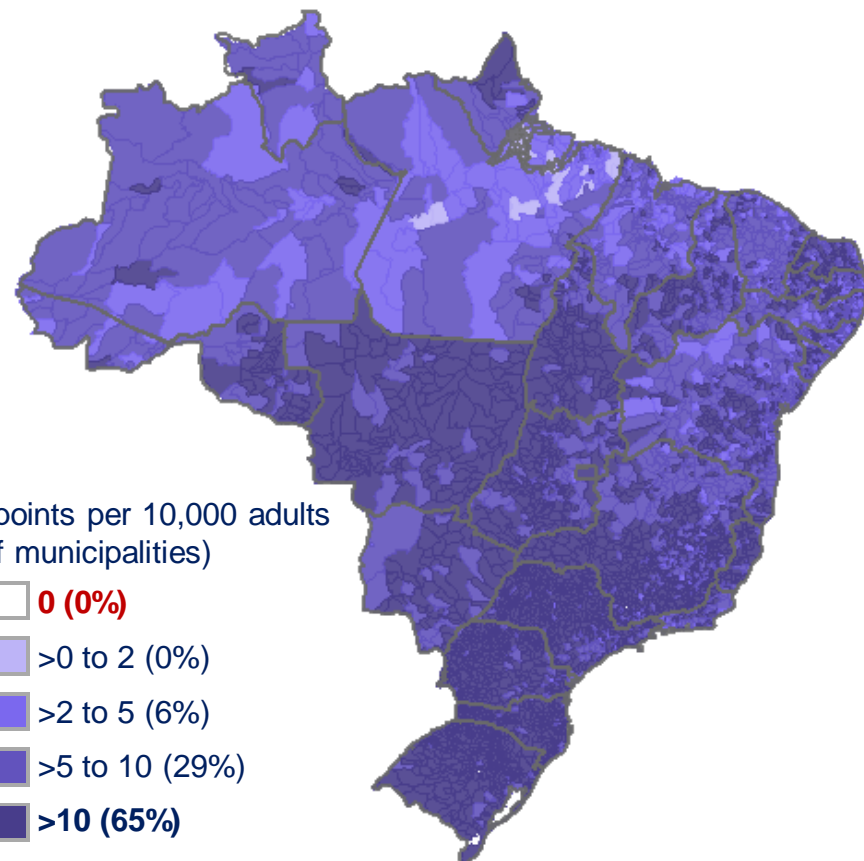 points per 10,000 adults
municipalities)
0 (0%)
>0 to 2 (0%)
>2 to 5 (6%)
>5 to 10 (29%)
>10 (65%)